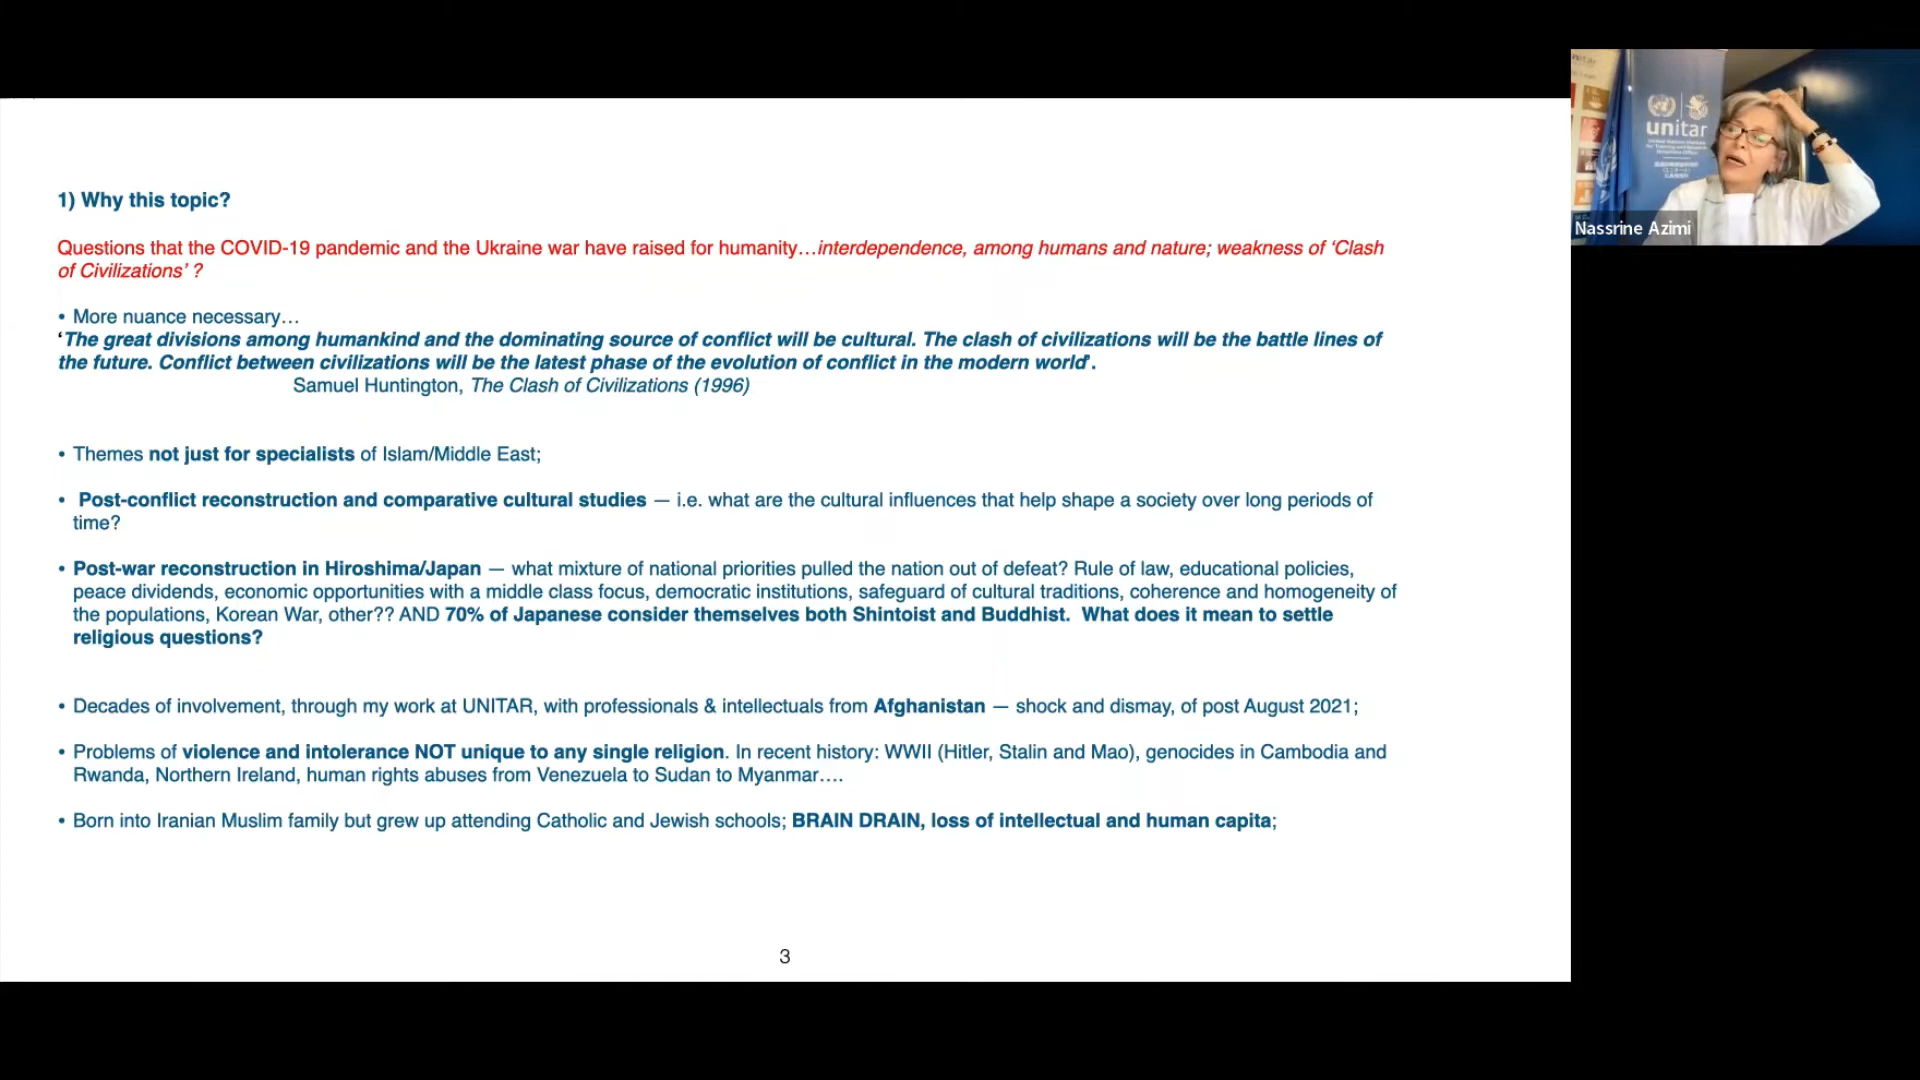 1) Why this topic?
Questions that the COVID-19 pandemic and the Ukraine war have raised for humanity…interdependence, among humans and nature; weakness of ‘Clash
of Civilizations’ ?
• More nuance necessary…
‘The great divisions among humankind and the dominating source of conflict will be cultural. The clash of civilizations will be the battle lines of
the future. Conflict between civilizations will be the latest phase of the evolution of conflict in the modern world’.
Samuel Huntington, The Clash of Civilizations (1996)
• Themes not just for specialists of Islam/Middle East;
• Post-conflict reconstruction and comparative cultural studies — i.e. what are the cultural influences that help shape a society over long periods of
time?
• Post-war reconstruction in Hiroshima/Japan — what mixture of national priorities pulled the nation out of defeat? Rule of law, educational policies,
peace dividends, economic opportunities with a middle class focus, democratic institutions, safeguard of cultural traditions, coherence and homogeneity of
the populations, Korean War, other?? AND 70% of Japanese consider themselves both Shintoist and Buddhist. What does it mean to settle
religious questions?
• Decades of involvement, through my work at UNITAR, with professionals & intellectuals from Afghanistan — shock and dismay, of post August 2021;
• Problems of violence and intolerance NOT unique to any single religion. In recent history: WWII (Hitler, Stalin and Mao), genocides in Cambodia and
Rwanda, Northern Ireland, human rights abuses from Venezuela to Sudan to Myanmar….
• Born into Iranian Muslim family but grew up attending Catholic and Jewish schools; BRAIN DRAIN, loss of intellectual and human capita;
3
unitar
Nassrine Azimi